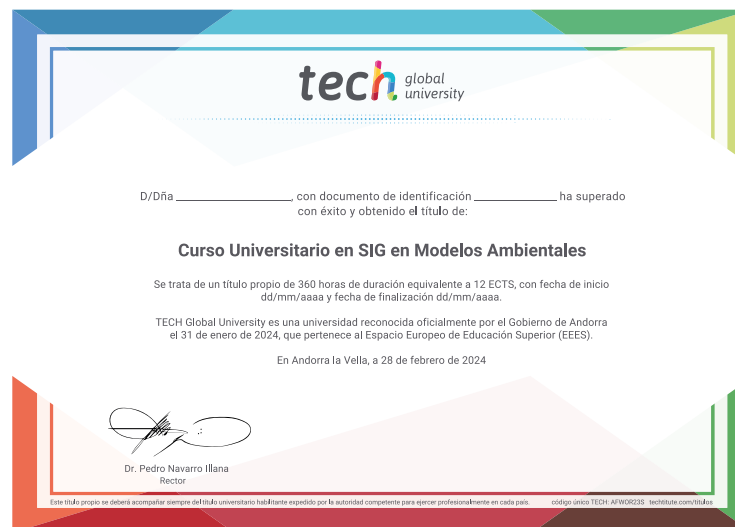 tech global university
D/Dña ____________________, con documento de identificación ______________ ha superado
con éxito y obtenido el título de:
Curso Universitario en SIG en Modelos Ambientales
Se trata de un título propio de 360 horas de duración equivalente a 12 ECTS, con fecha de inicio
dd/mm/aaaa y fecha de finalización dd/mm/aaaa.
TECH Global University es una universidad reconocida oficialmente por el Gobierno de Andorra
el 31 de enero de 2024, que pertenece al Espacio Europeo de Educación Superior (EEES).
En Andorra la Vella, a 28 de febrero de 2024
Dr. Pedro Navarro Illana
Rector
Este título propio se deberá acompañar siempre del título universitario habilitante expedido por la autoridad competente para ejercer profesionalmente en cada país. código único TECH: AFWOR23S techtitute.com/titulos